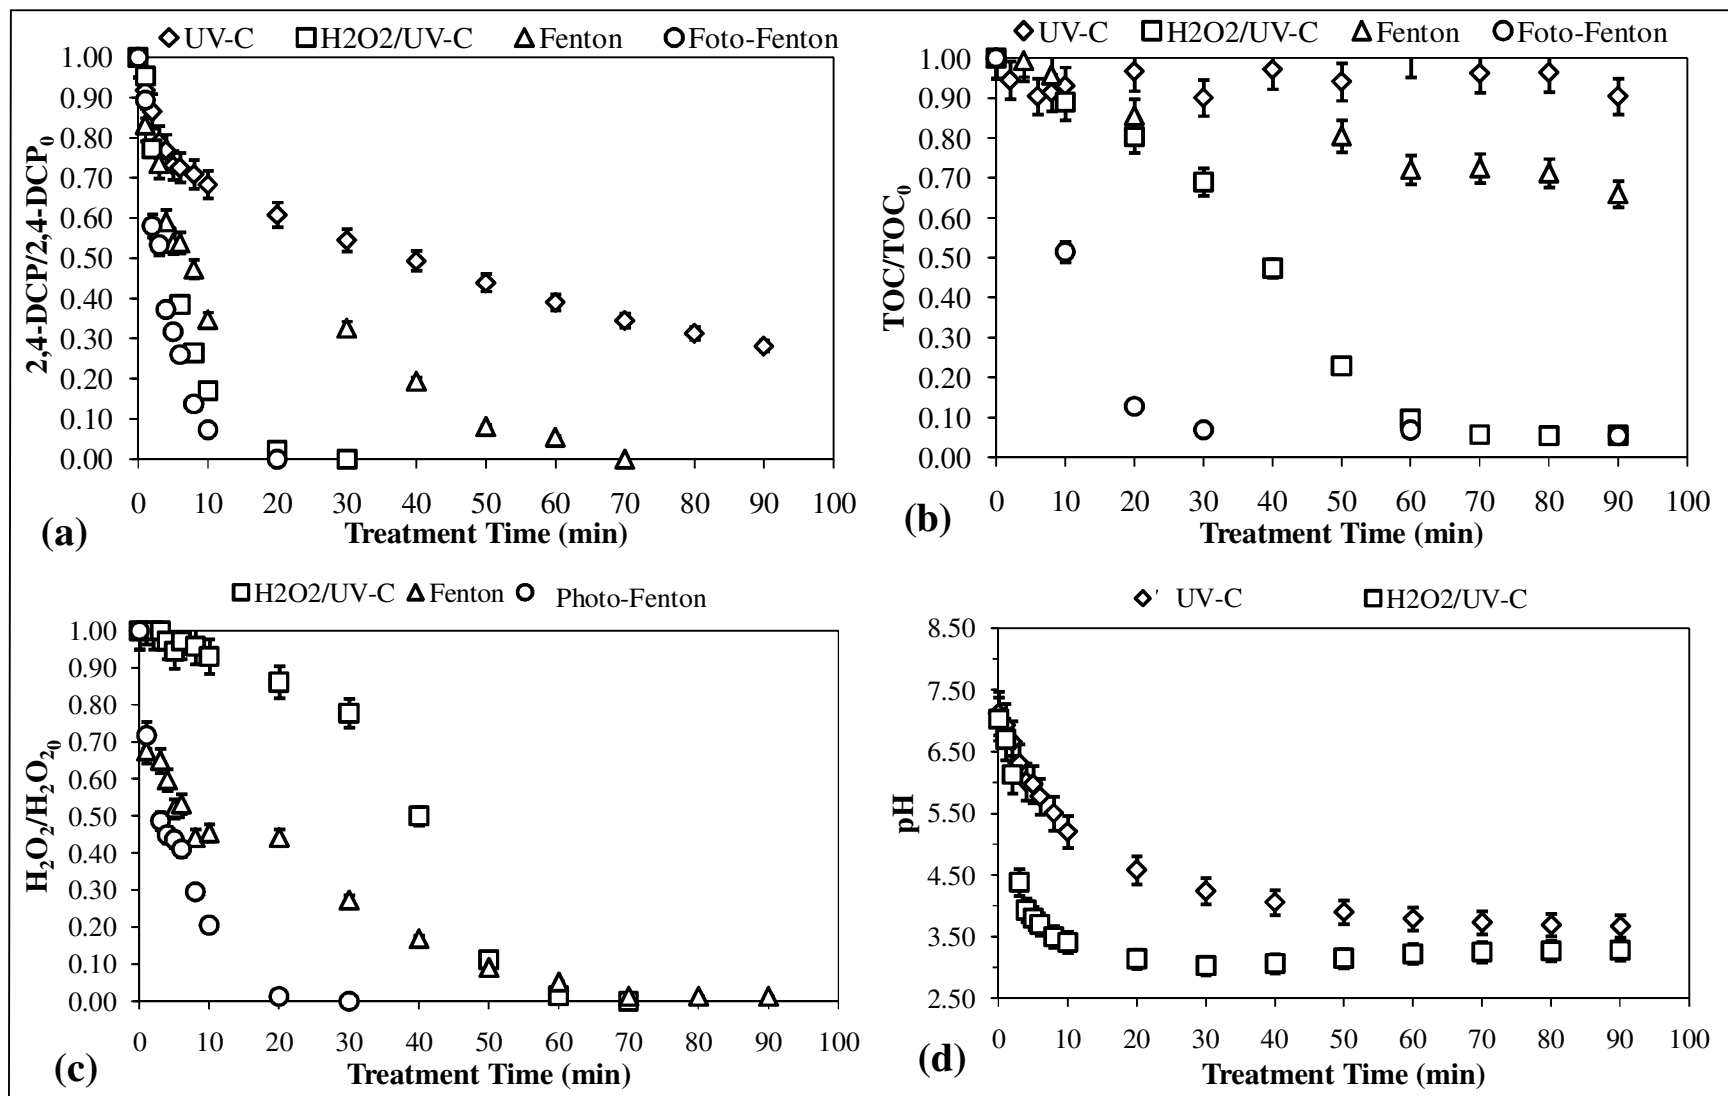 UV-C H2O2/UV-C Fenton Foto-Fenton
2,4-DCP/2,4-DCP0
1.00
0.90
0.80
0.70
0.60
0.50
0.40
0.30
0.20
0.10
0.00
0 10 20 30 40 50 60 70 80 90 100
(a) Treatment Time (min)
UV-C H2O2/UV-C Fenton Foto-Fenton
TOC/TOC0
1.00
0.90
0.80
0.70
0.60
0.50
0.40
0.30
0.20
0.10
0.00
0 10 20 30 40 50 60 70 80 90 100
(b) Treatment Time (min)
H2O2/UV-C Fenton Photo-Fenton
H2O2/H2O20
1.00
0.90
0.80
0.70
0.60
0.50
0.40
0.30
0.20
0.10
0.00
0 10 20 30 40 50 60 70 80 90 100
(c) Treatment Time (min)
UV-C H2O2/UV-C
pH
8.50
7.50
6.50
5.50
4.50
3.50
2.50
0 10 20 30 40 50 60 70 80 90 100
(d) Treatment Time (min)